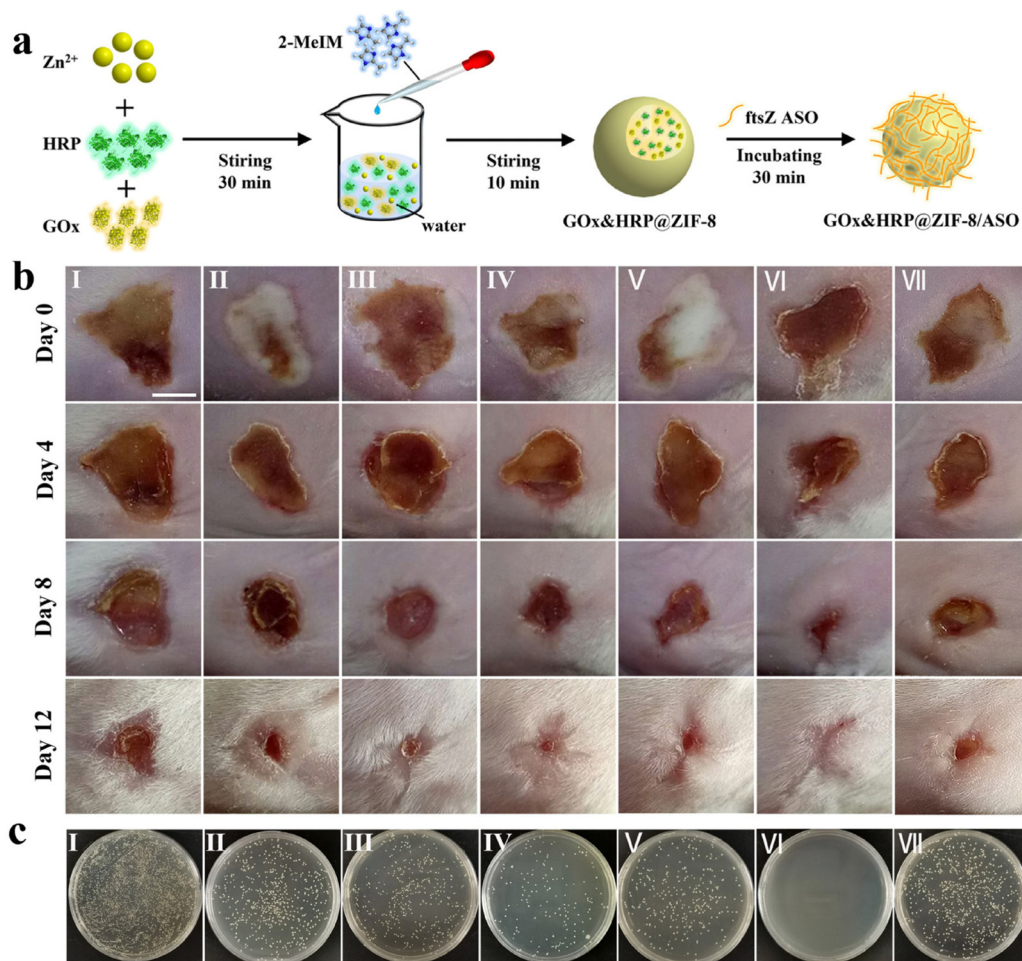 a
Zn2+
+
HRP
+
GOx
Stiring
30 min
2-MeIM
water
Stiring
10 min
GOx&HRP@ZIF-8
ftsZ ASO
Incubating
30 min
GOx&HRP@ZIF-8/ASO
b
I II III IV V VI VII
Day 0
Day 4
Day 8
Day 12
c
I II III IV V VI VII